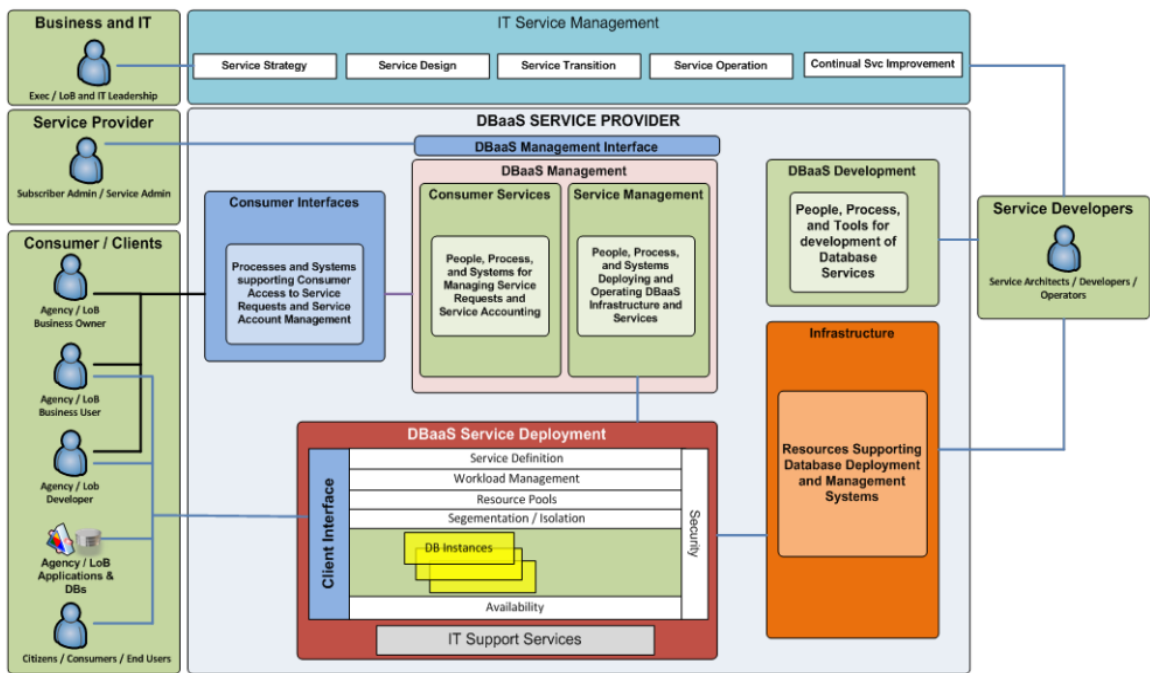 Business and IT
Exec / LoB and IT Leadership
IT Service Management
Service Strategy
Service Design
Service Transition
Service Operation
Continual Svc Improvement
Service Provider
Subscriber Admin / Service Admin
DBaaS SERVICE PROVIDER
DBaaS Management Interface
DBaaS Management
Consumer Services
People, Process,
and Systems for
Managing Service
Requests and
Service Accounting
Service Management
People, Process,
and Systems
Deploying and
Operating DBaaS
Infrastructure and
Services
Consumer Interfaces
Processes and Systems
supporting Consumer
Access to Service
Requests and Service
Account Management
DBaaS Development
People, Process,
and Tools for
development of
Database
Services
Service Developers
Service Architects / Developers /
Operators
Consumer / Clients
Agency / LoB
Business Owner
Agency / LoB
Business User
Agency / Lob
Developer
Agency / LoB
Applications &
DBs
Citizens / Consumers / End Users
DBaaS Service Deployment
Client Interface
Service Definition
Workload Management
Resource Pools
Segementation / Isolation
DB Instances
Availability
Security
IT Support Services
Infrastructure
Resources Supporting
Database Deployment
and Management
Systems